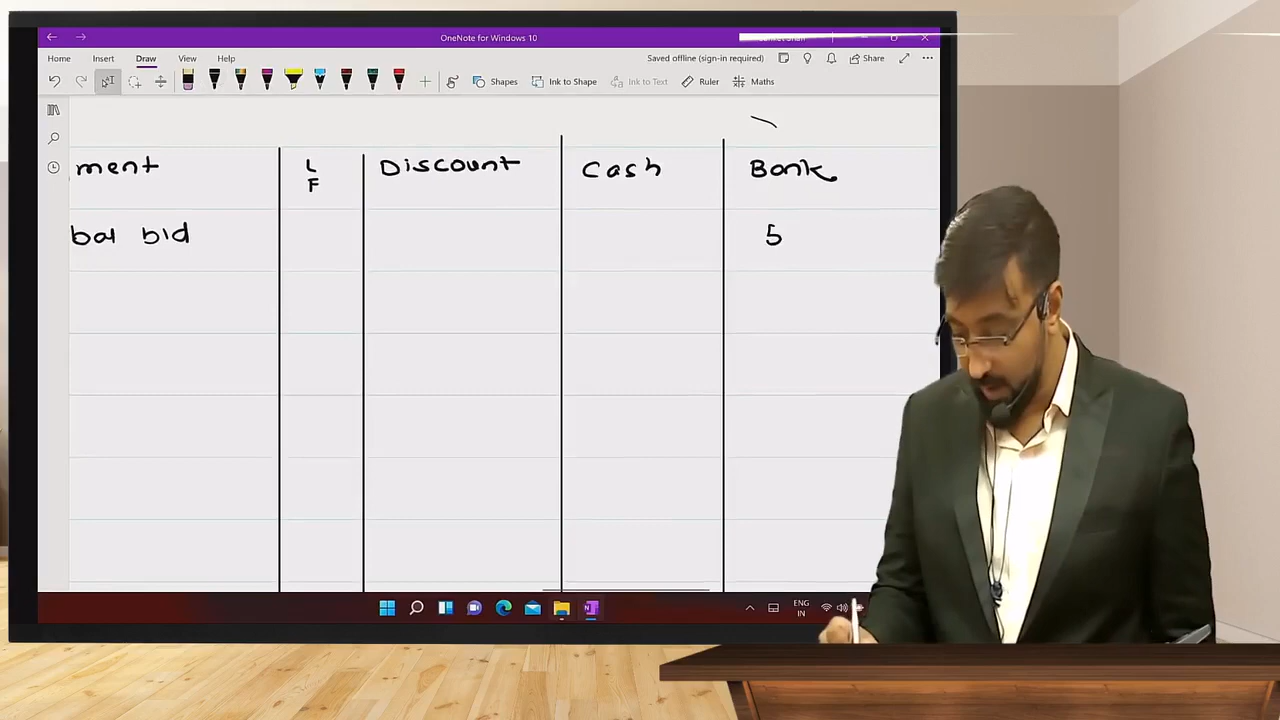 OneNote for Windows 10
Home Insert Draw View Help
Saved offline (sign-in required)
Share
Shapes
Ink to Shape
Ink to Text
Ruler
Maths
ment L F Discount Cash Bank
bal b/d 5
ENG
IN